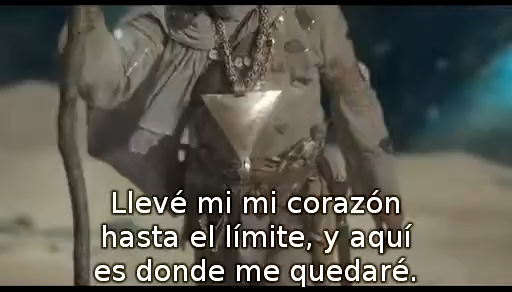 Llevé mi mi corazón
hasta el límite, y aquí
es donde me quedaré.